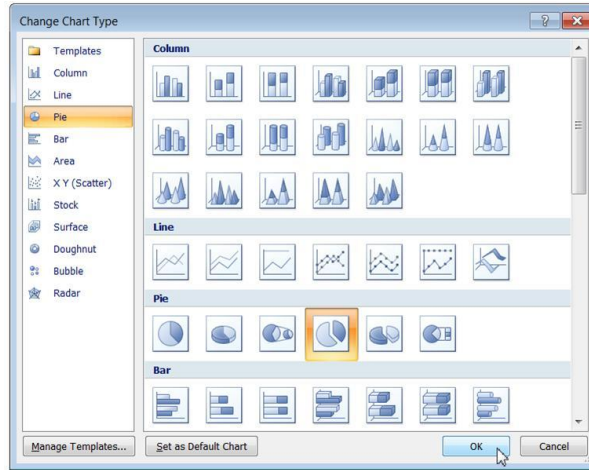 Change Chart Type
Templates
Column
Line
Pie
Bar
Area
X Y (Scatter)
Stock
Surface
Doughnut
Bubble
Radar
Column
Line
Pie
Bar
Manage Templates...
Set as Default Chart
OK
Cancel